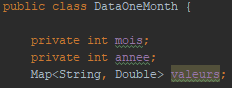 public class DataOneMonth {
private int mois;
private int annee;
Map<String, Double> valeurs;